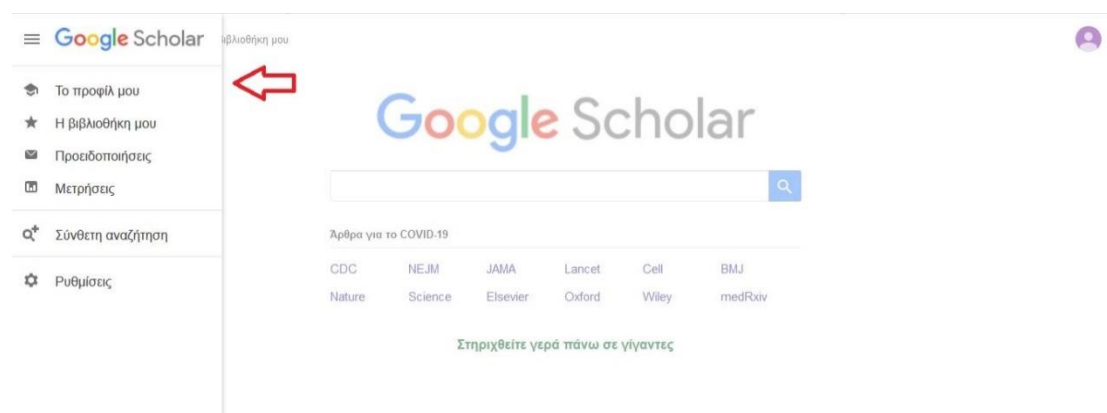 Google Scholar
βιβλιοθήκη μου
Το προφίλ μου
Η βιβλιοθήκη μου
Προειδοποιήσεις
Μετρήσεις
Σύνθετη αναζήτηση
Ρυθμίσεις
Google Scholar
Άρθρα για το COVID-19
CDC NEJM JAMA Lancet Cell BMJ
Nature Science Elsevier Oxford Wiley medRxiv
Στηριχθείτε γερά πάνω σε γίγαντες